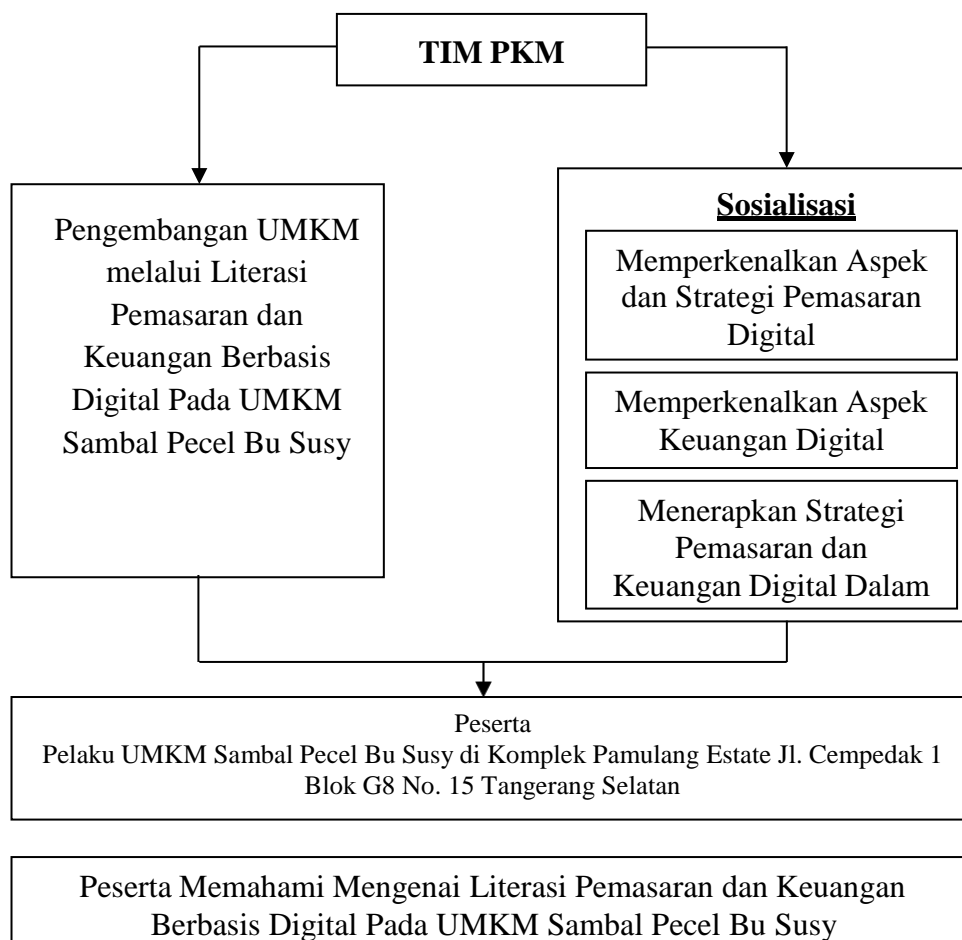 TIM PKM
Pengembangan UMKM
melalui Literasi
Pemasaran dan
Keuangan Berbasis
Digital Pada UMKM
Sambal Pecel Bu Susy
Sosialisasi
Memperkenalkan Aspek
dan Strategi Pemasaran
Digital
Memperkenalkan Aspek
Keuangan Digital
Menerapkan Strategi
Pemasaran dan
Keuangan Digital Dalam
Peserta
Pelaku UMKM Sambal Pecel Bu Susy di Komplek Pamulang Estate Jl. Cempedak 1
Blok G8 No. 15 Tangerang Selatan
Peserta Memahami Mengenai Literasi Pemasaran dan Keuangan
Berbasis Digital Pada UMKM Sambal Pecel Bu Susy